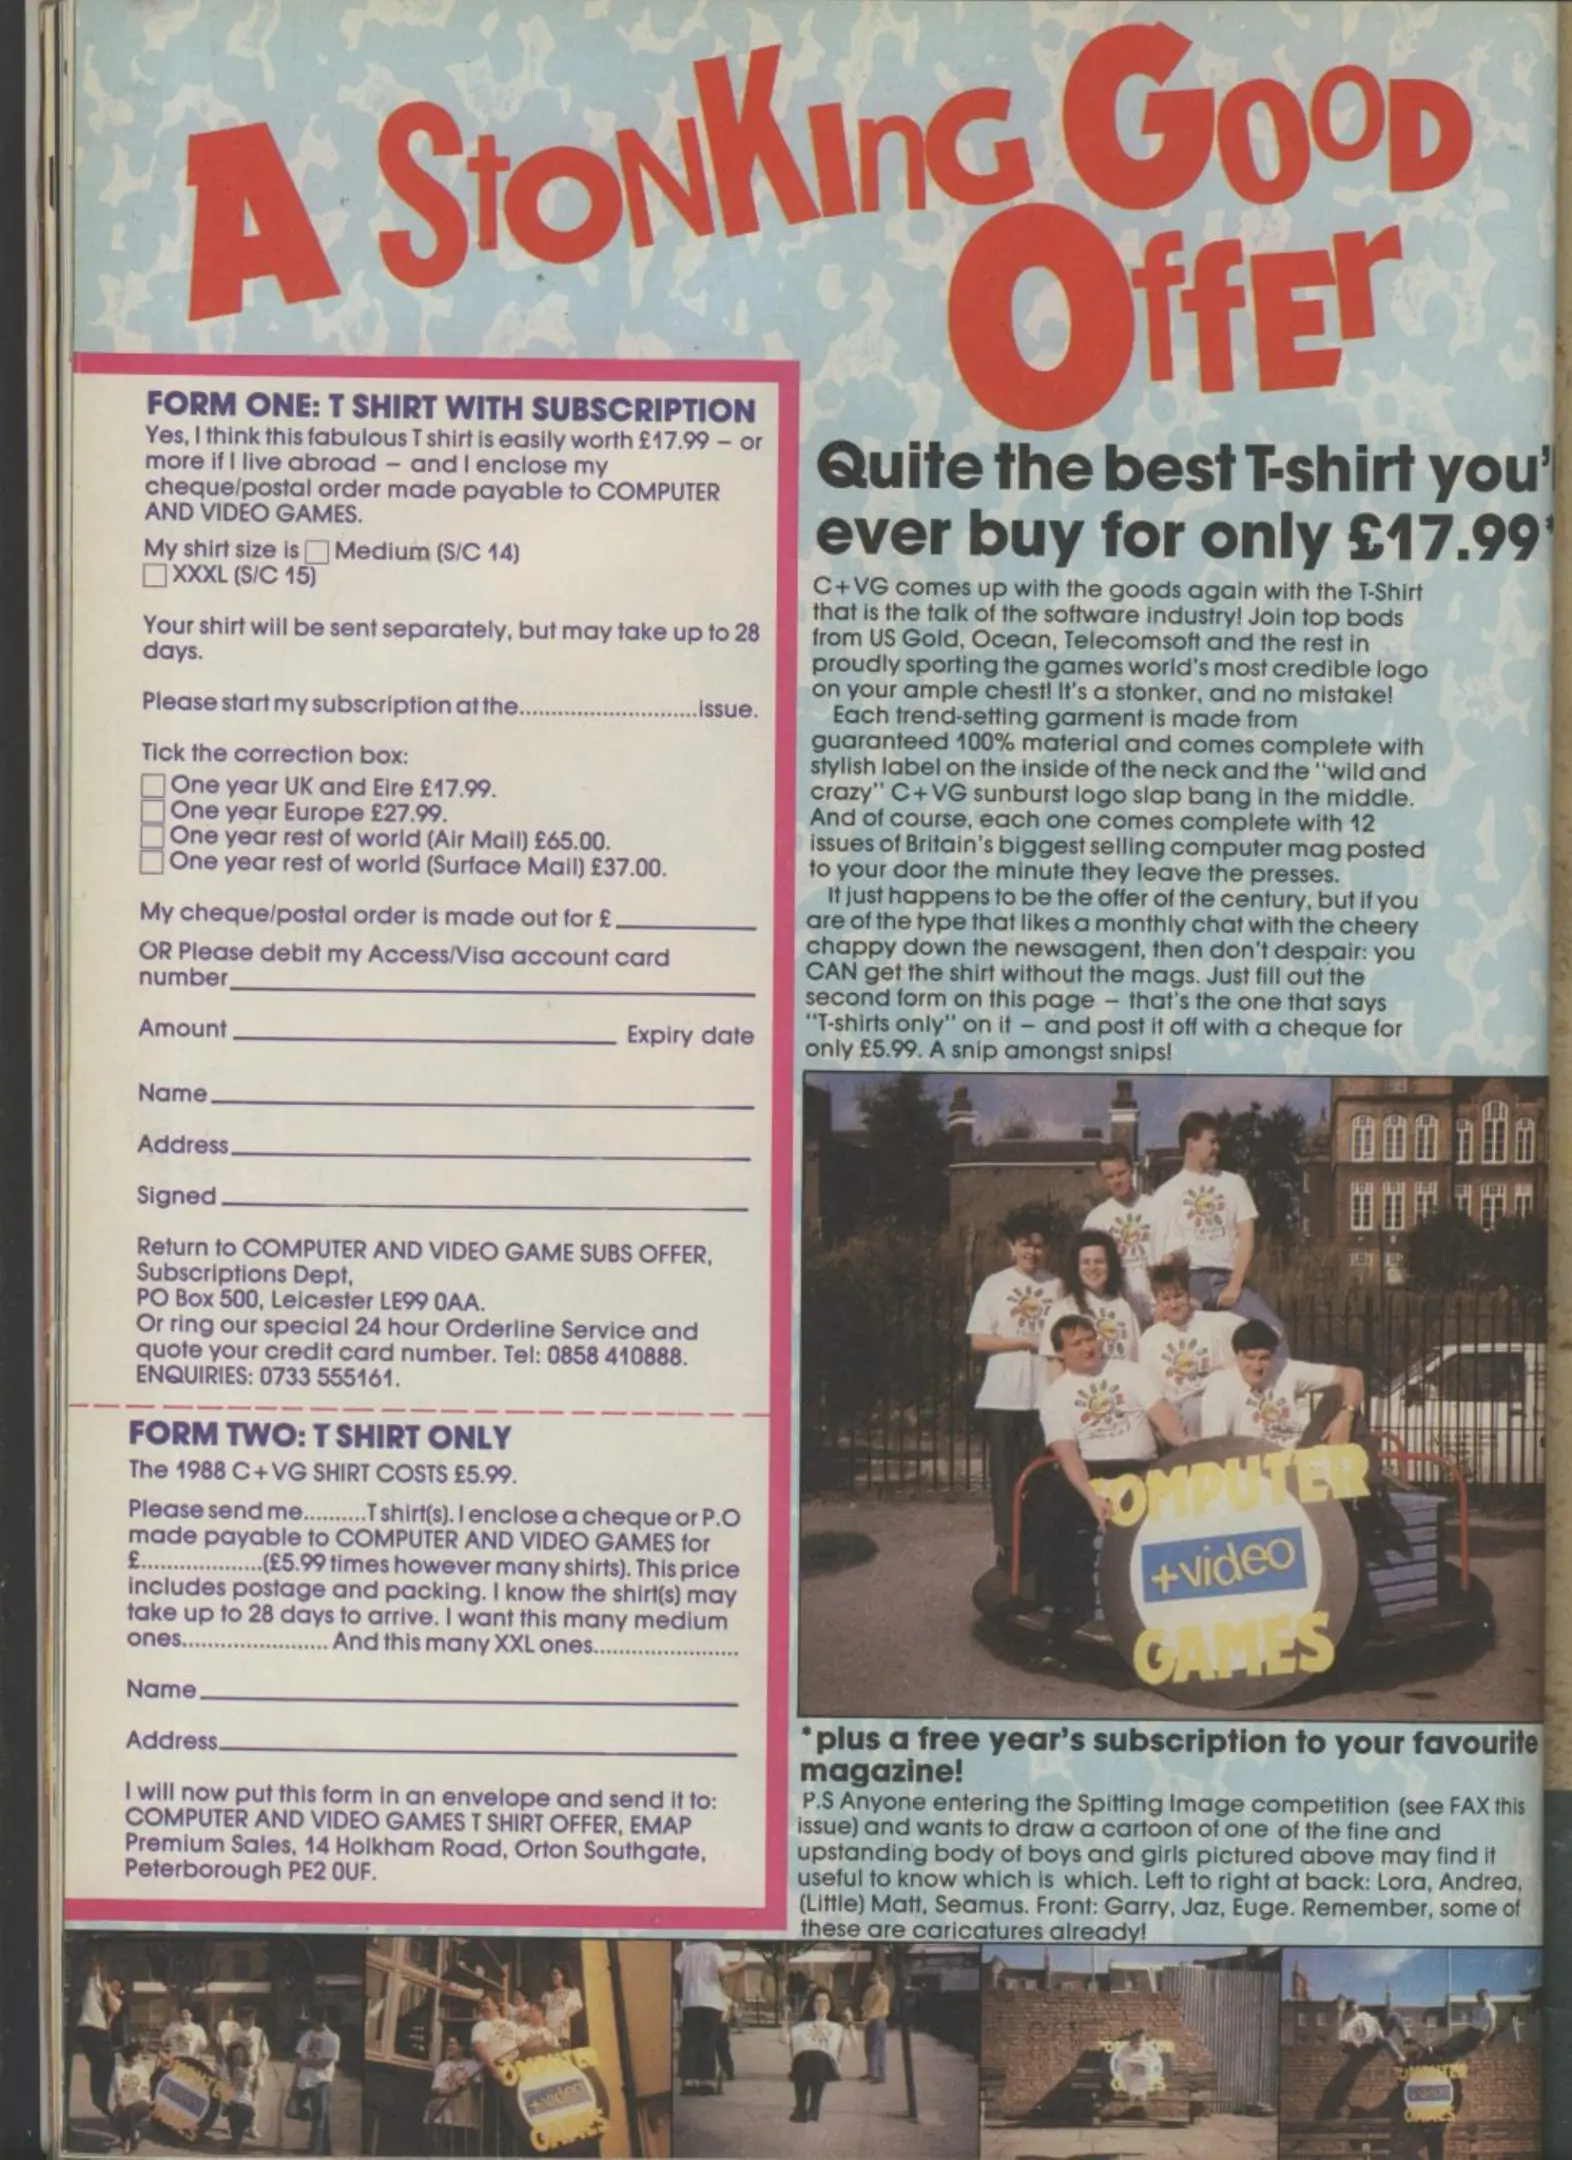 A StonKing Good
Offer
FORM ONE: T SHIRT WITH SUBSCRIPTION
Yes, I think this fabulous T shirt is easily worth £17.99 – or
more if I live abroad – and I enclose my
cheque/postal order made payable to COMPUTER
AND VIDEO GAMES.
My shirt size is □ Medium (S/C 14)
□ XXXL (S/C 15)
Your shirt will be sent separately, but may take up to 28
days.
Please start my subscription at the............................issue.
Tick the correction box:
□ One year UK and Eire £17.99.
□ One year Europe £27.99.
□ One year rest of world (Air Mail) £65.00.
□ One year rest of world (Surface Mail) £37.00.
My cheque/postal order is made out for £ __________
OR Please debit my Access/Visa account card
number__________
Amount __________ Expiry date
Name__________
Address__________
Signed__________
Return to COMPUTER AND VIDEO GAME SUBS OFFER,
Subscriptions Dept,
PO Box 500, Leicester LE99 0AA.
Or ring our special 24 hour Orderline Service and
quote your credit card number. Tel: 0858 410888.
ENQUIRIES: 0733 555161.
FORM TWO: T SHIRT ONLY
The 1988 C+VG SHIRT COSTS £5.99.
Please send me..........T shirt(s). I enclose a cheque or P.O
made payable to COMPUTER AND VIDEO GAMES for
£...................(£5.99 times however many shirts). This price
includes postage and packing. I know the shirt(s) may
take up to 28 days to arrive. I want this many medium
ones....................... And this many XXL ones.......................
Name__________
Address__________
I will now put this form in an envelope and send it to:
COMPUTER AND VIDEO GAMES T SHIRT OFFER, EMAP
Premium Sales, 14 Holkham Road, Orton Southgate,
Peterborough PE2 0UF.
Quite the best T-shirt you'
ever buy for only £17.99*
C+VG comes up with the goods again with the T-Shirt
that is the talk of the software industry! Join top bods
from US Gold, Ocean, Telecomsoft and the rest in
proudly sporting the games world's most credible logo
on your ample chest! It's a stonker, and no mistake!
Each trend-setting garment is made from
guaranteed 100% material and comes complete with
stylish label on the inside of the neck and the "wild and
crazy" C+VG sunburst logo slap bang in the middle.
And of course, each one comes complete with 12
issues of Britain's biggest selling computer mag posted
to your door the minute they leave the presses.
It just happens to be the offer of the century, but if you
are of the type that likes a monthly chat with the cheery
chappy down the newsagent, then don't despair: you
CAN get the shirt without the mags. Just fill out the
second form on this page – that's the one that says
"T-shirts only" on it – and post it off with a cheque for
only £5.99. A snip amongst snips!
COMPUTER
+video
GAMES
*plus a free year's subscription to your favourite
magazine!
P.S Anyone entering the Spitting Image competition (see FAX this
issue) and wants to draw a cartoon of one of the fine and
upstanding body of boys and girls pictured above may find it
useful to know which is which. Left to right at back: Lora, Andrea,
(Little) Matt, Seamus. Front: Garry, Jaz, Euge. Remember, some of
these are caricatures already!
COMPUTER
+video
GAMES